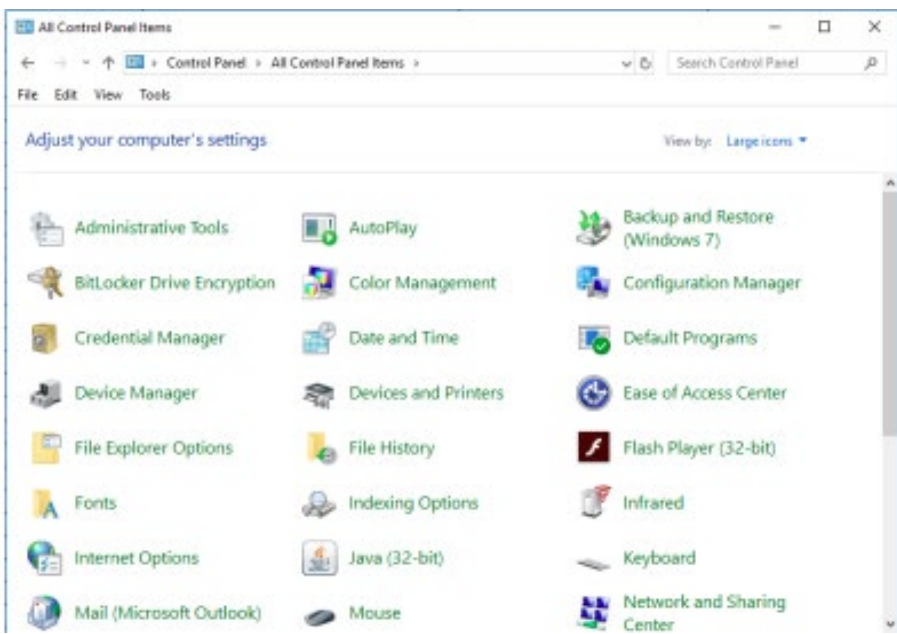 All Control Panel Items
Control Panel › All Control Panel Items ›
Search Control Panel
File Edit View Tools
Adjust your computer's settings
View by: Large icons
Administrative Tools
AutoPlay
Backup and Restore
(Windows 7)
BitLocker Drive Encryption
Color Management
Configuration Manager
Credential Manager
Date and Time
Default Programs
Device Manager
Devices and Printers
Ease of Access Center
File Explorer Options
File History
Flash Player (32-bit)
Fonts
Indexing Options
Infrared
Internet Options
Java (32-bit)
Keyboard
Mail (Microsoft Outlook)
Mouse
Network and Sharing
Center